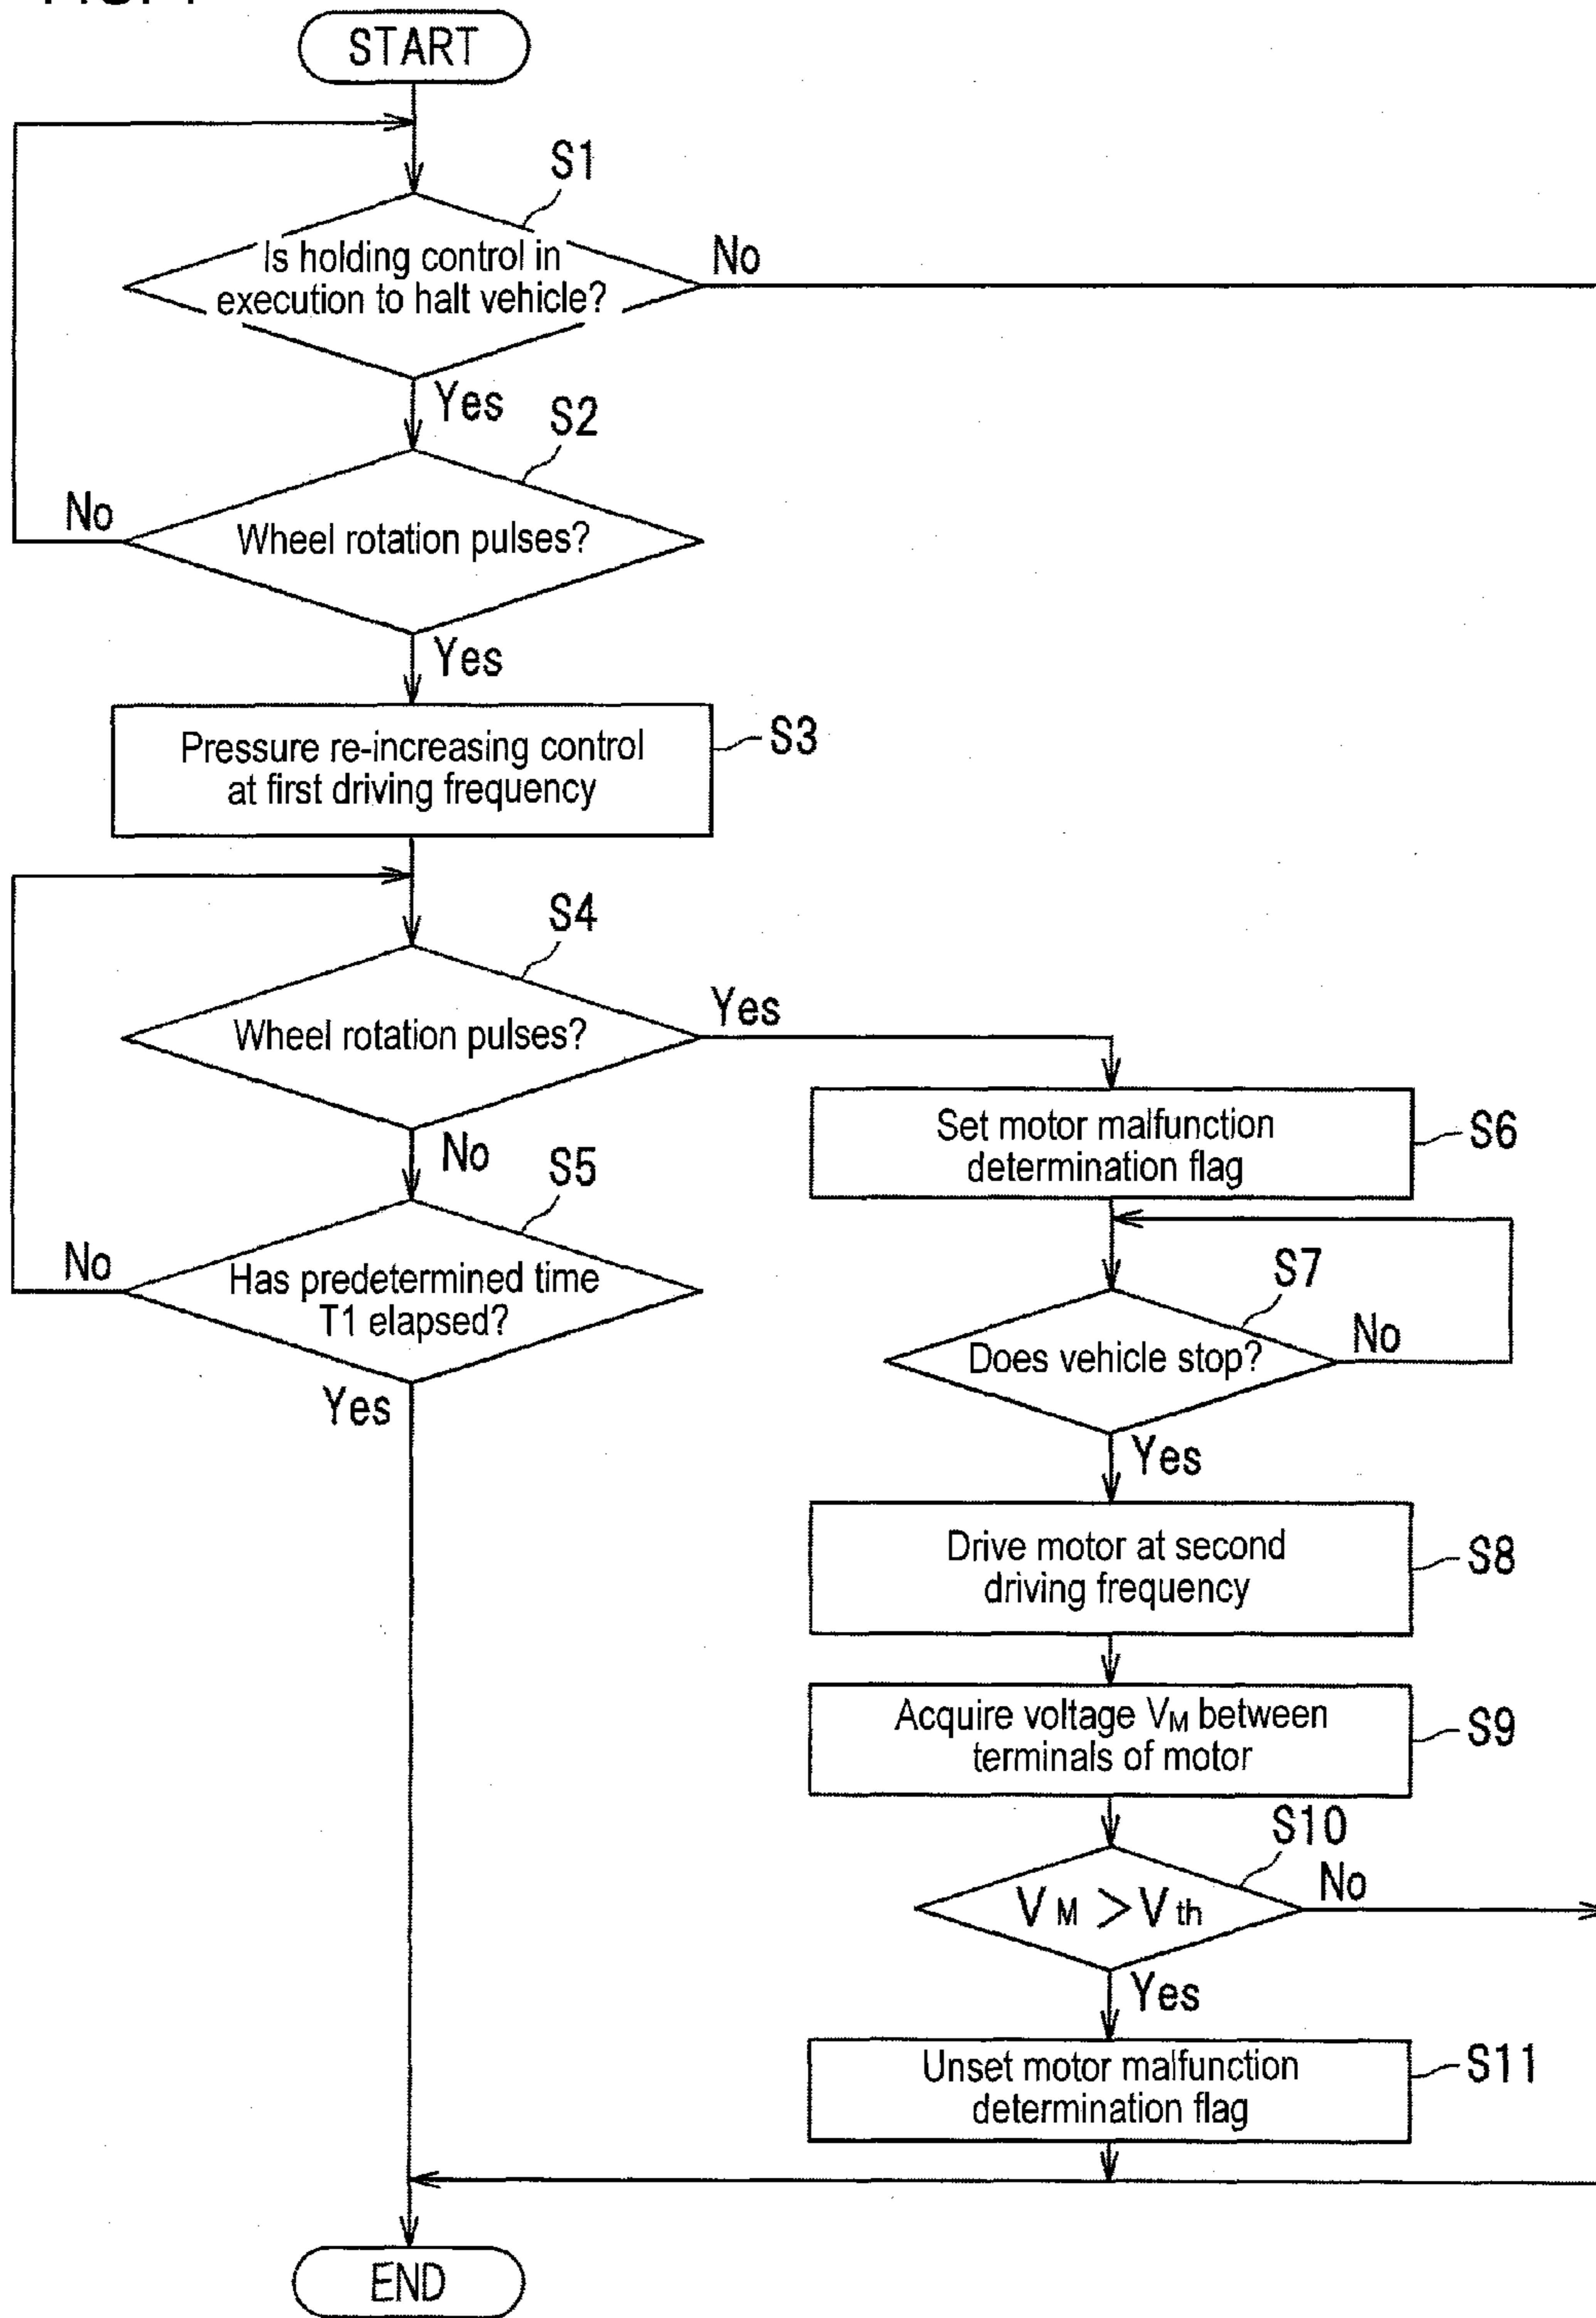 START
S1
Is holding control in
execution to halt vehicle?
No
Yes
S2
Wheel rotation pulses?
No
Yes
Pressure re-increasing control
at first driving frequency
S3
S4
Wheel rotation pulses?
Yes
No
S5
Has predetermined time
T1 elapsed?
No
Yes
Set motor malfunction
determination flag
S6
S7
Does vehicle stop?
No
Yes
Drive motor at second
driving frequency
S8
Acquire voltage VM between
terminals of motor
S9
S10
VM > Vth
No
Yes
Unset motor malfunction
determination flag
S11
END